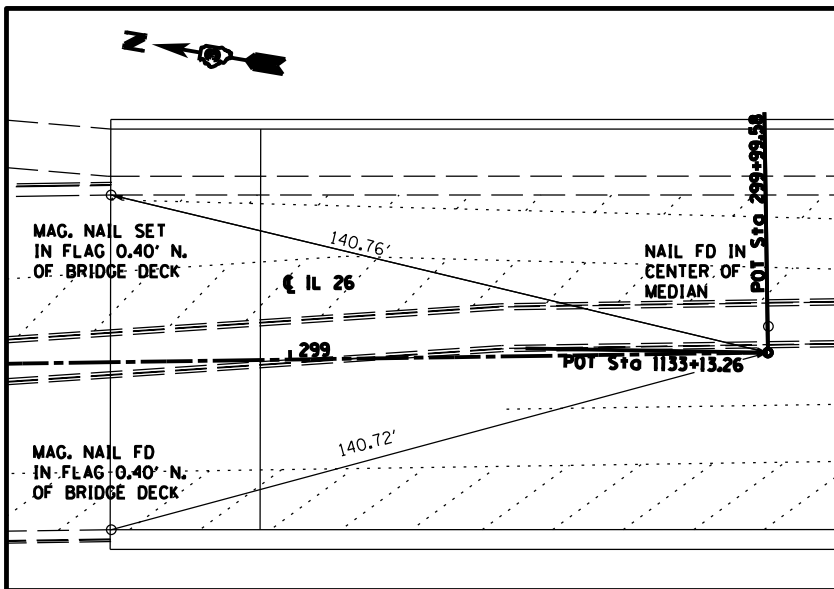 N
MAG. NAIL SET
IN FLAG 0.40' N.
OF BRIDGE DECK
140.76'
℄ IL 26
NAIL FD IN
CENTER OF
MEDIAN
POT Sta 299+99.58
299
POT Sta 1133+13.26
140.72'
MAG. NAIL FD
IN FLAG 0.40' N.
OF BRIDGE DECK